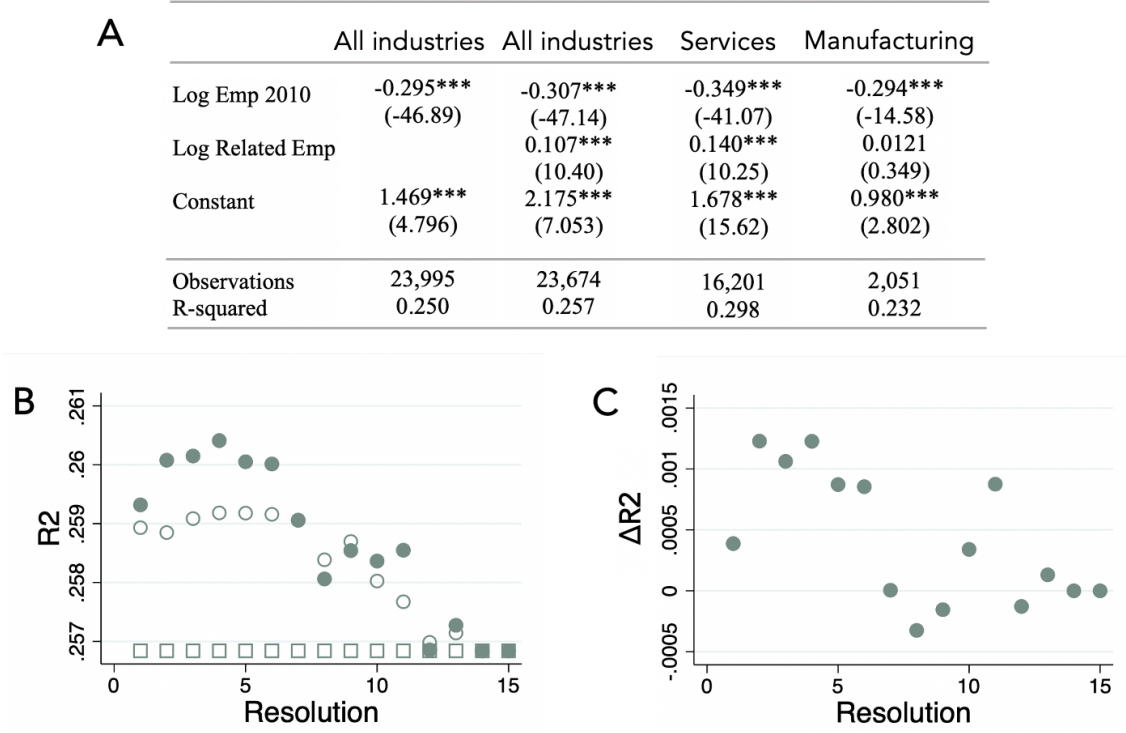 A
All industries All industries Services Manufacturing
Log Emp 2010 -0.295*** -0.307*** -0.349*** -0.294***
(-46.89) (-47.14) (-41.07) (-14.58)
Log Related Emp 0.107*** 0.140*** 0.0121
(10.40) (10.25) (0.349)
Constant 1.469*** 2.175*** 1.678*** 0.980***
(4.796) (7.053) (15.62) (2.802)
Observations 23,995 23,674 16,201 2,051
R-squared 0.250 0.257 0.298 0.232
B
R2
.261
.26
.259
.258
.257
0 5 10 15
Resolution
C
ΔR2
.0015
.001
.0005
0
-.0005
0 5 10 15
Resolution